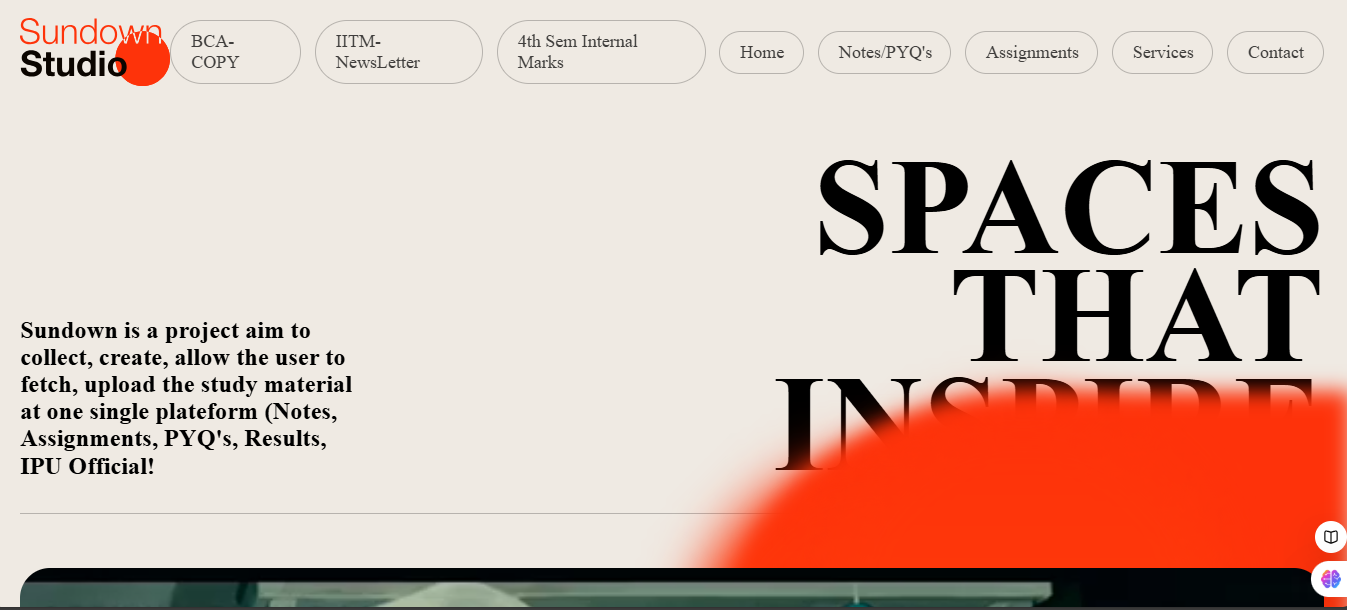 Sundown
Studio
BCA-
COPY
IITM-
NewsLetter
4th Sem Internal
Marks
Home
Notes/PYQ's
Assignments
Services
Contact
SPACES
THAT
INSPIRE
Sundown is a project aim to
collect, create, allow the user to
fetch, upload the study material
at one single plateform (Notes,
Assignments, PYQ's, Results,
IPU Official!